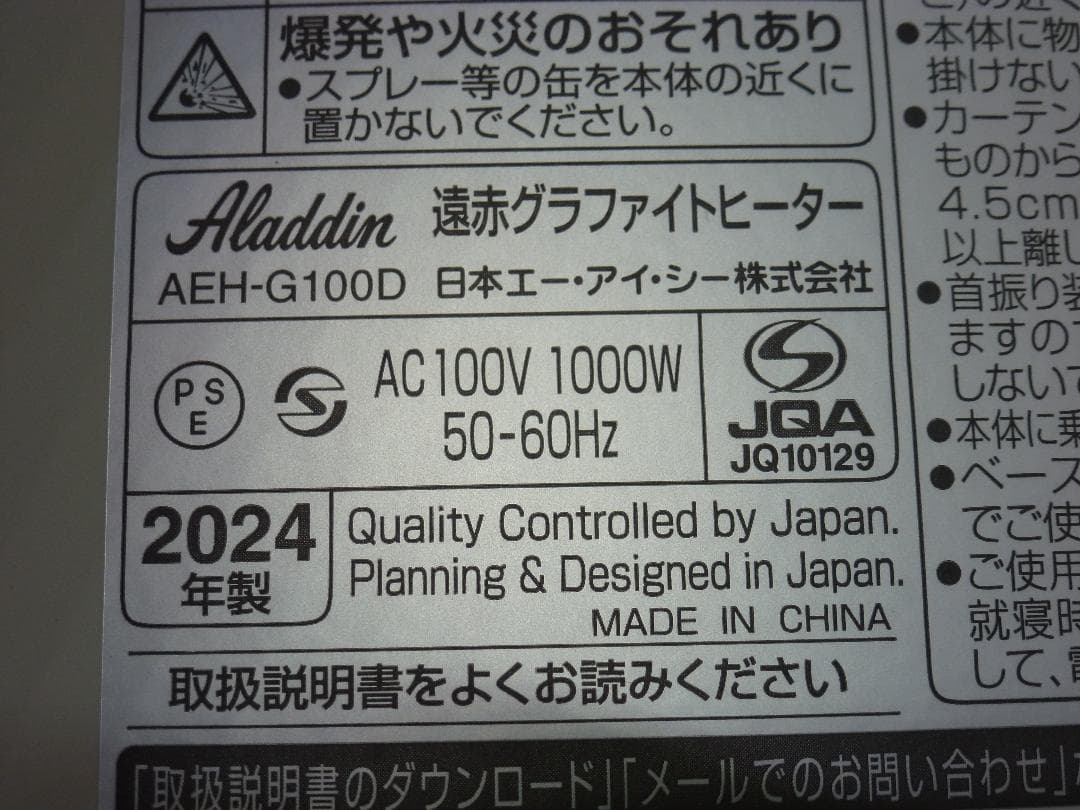 爆発や火災のおそれあり
●スプレー等の缶を本体の近くに
置かないでください。
Aladdin 遠赤グラファイトヒーター
AEH-G100D 日本エー・アイ・シー株式会社
PS
E
AC100V 1000W
50-60Hz
JQA
JQ10129
2024
年製
Quality Controlled by Japan.
Planning & Designed in Japan.
MADE IN CHINA
取扱説明書をよくお読みください
「取扱説明書のダウンロード」「メールでのお問い合わせ」
●本体に物
掛けない
●カーテン
ものから
4.5cm
以上離し
●首振り装
ますので
しないで
●本体に乗
●ベース
でご使
●ご使用
就寝時
して、電